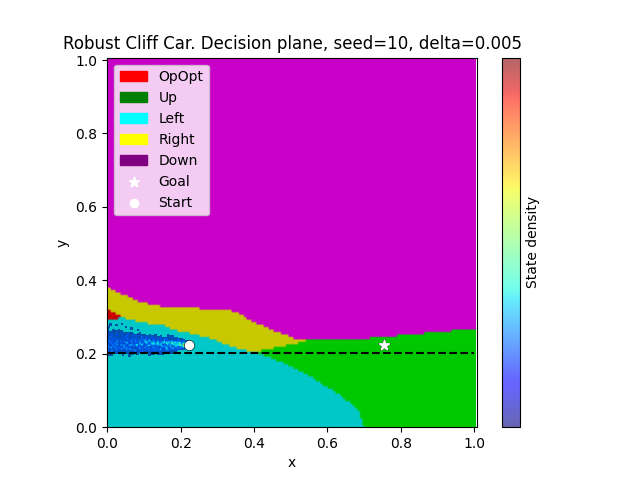 Robust Cliff Car. Decision plane, seed=10, delta=0.005
OpOpt
Up
Left
Right
Down
Goal
Start
1.0
0.8
0.6
0.4
0.2
0.0
y
0.0 0.2 0.4 0.6 0.8 1.0
x
State density